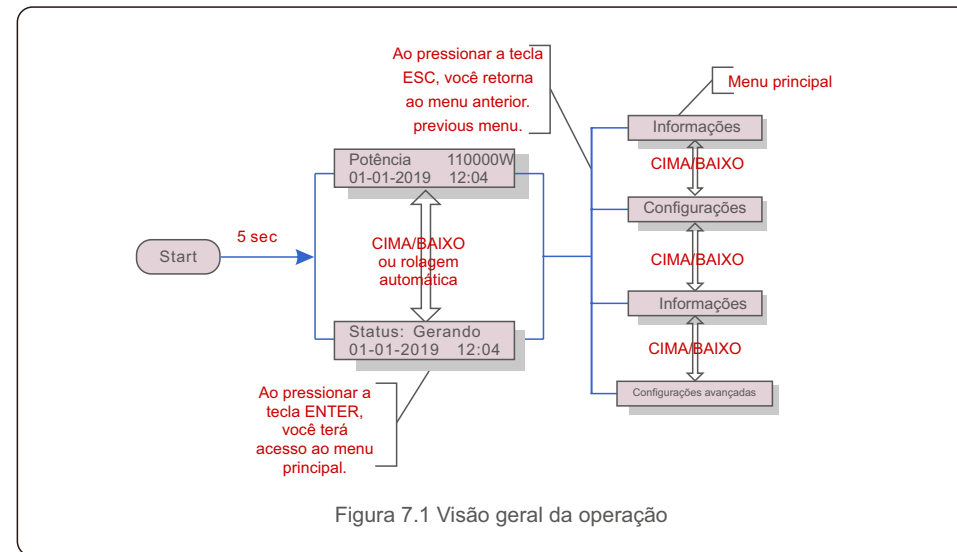 Ao pressionar a tecla
ESC, você retorna
ao menu anterior.
previous menu.
Menu principal
Informações
CIMA/BAIXO
Configurações
CIMA/BAIXO
Informações
CIMA/BAIXO
Configurações avançadas
Potência 110000W
01-01-2019 12:04
5 sec
Start
CIMA/BAIXO
ou rolagem
automática
Status: Gerando
01-01-2019 12:04
Ao pressionar a
tecla ENTER,
você terá
acesso ao menu
principal.
Figura 7.1 Visão geral da operação